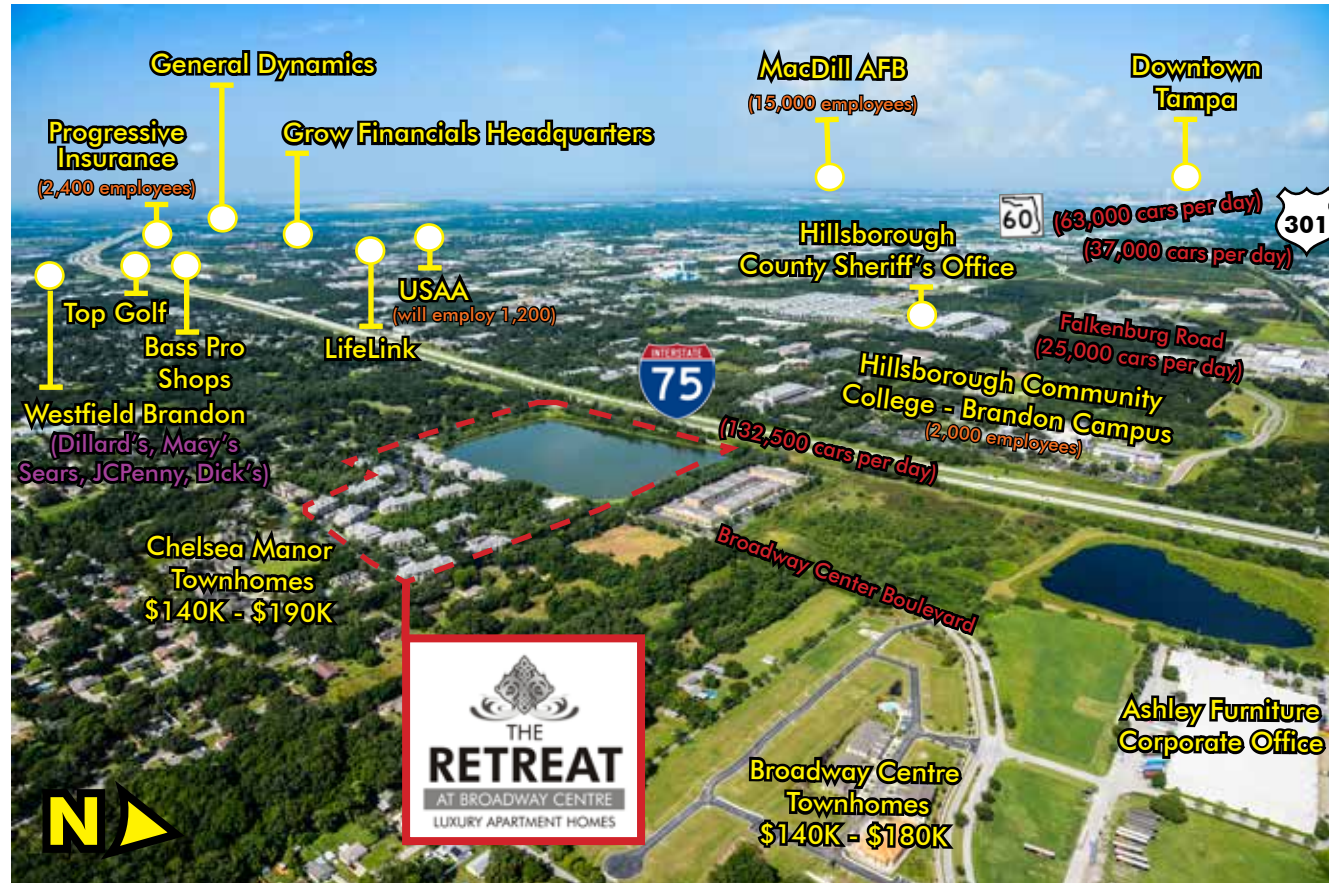 General Dynamics
MacDill AFB
(15,000 employees)
Downtown
Tampa
Progressive
Insurance
(2,400 employees)
Grow Financials Headquarters
60
(63,000 cars per day)
301
(37,000 cars per day)
Hillsborough
County Sheriff's Office
USAA
(will employ 1,200)
Top Golf
Bass Pro
Shops
LifeLink
Falkenburg Road
(25,000 cars per day)
INTERSTATE
75
Hillsborough Community
College - Brandon Campus
(2,000 employees)
Westfield Brandon
(Dillard's, Macy's
Sears, JCPenny, Dick's)
(132,500 cars per day)
Chelsea Manor
Townhomes
$140K - $190K
Broadway Center Boulevard
THE
RETREAT
AT BROADWAY CENTRE
LUXURY APARTMENT HOMES
Ashley Furniture
Corporate Office
Broadway Centre
Townhomes
$140K - $180K
N